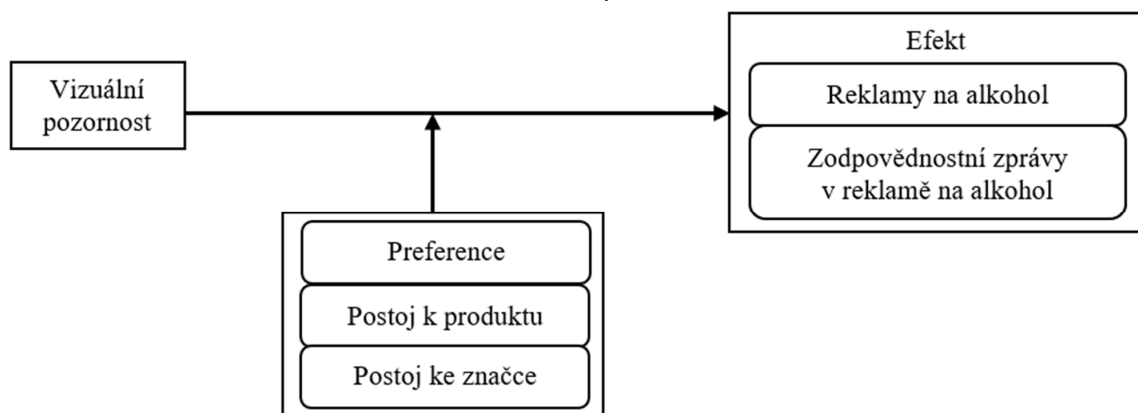 Vizuální
pozornost
Efekt
Reklamy na alkohol
Zodpovědnostní zprávy
v reklamě na alkohol
Preference
Postoj k produktu
Postoj ke značce